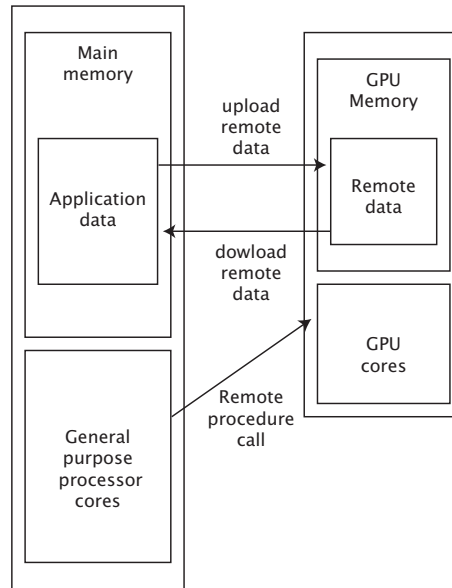 Main
memory
Application
data
General
purpose
processor
cores
upload
remote
data
dowload
remote
data
Remote
procedure
call
GPU
Memory
Remote
data
GPU
cores